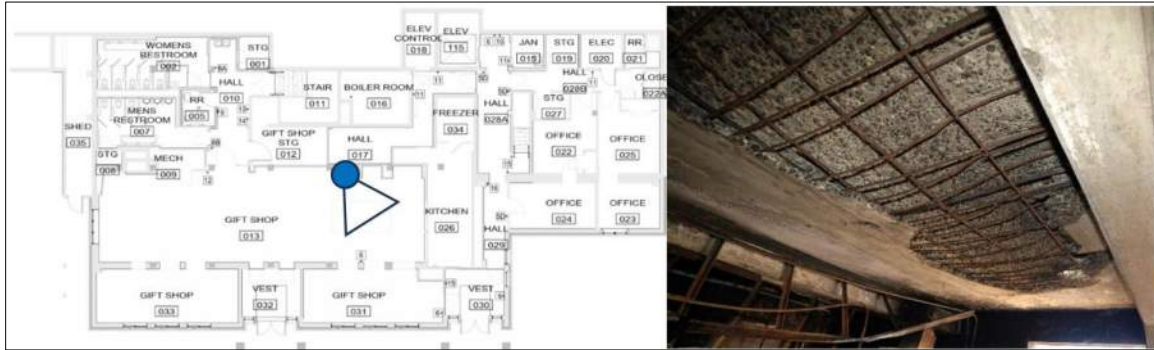 WOMENS
RESTROOM
002
STG
001
HALL
010
RR
005
MENS
RESTROOM
007
SHED
035
STG
008
MECH
009
STAIR
011
BOILER ROOM
016
GIFT SHOP
STG
012
HALL
017
FREEZER
034
ELEV
CONTROL
018
ELEV
115
JAN
STG
019
ELEC
020
RR
021
HALL
028B
HALL
028A
STG
027
OFFICE
022
OFFICE
025
OFFICE
024
OFFICE
023
KITCHEN
026
HALL
029
GIFT SHOP
013
GIFT SHOP
033
VEST
032
GIFT SHOP
031
VEST
030